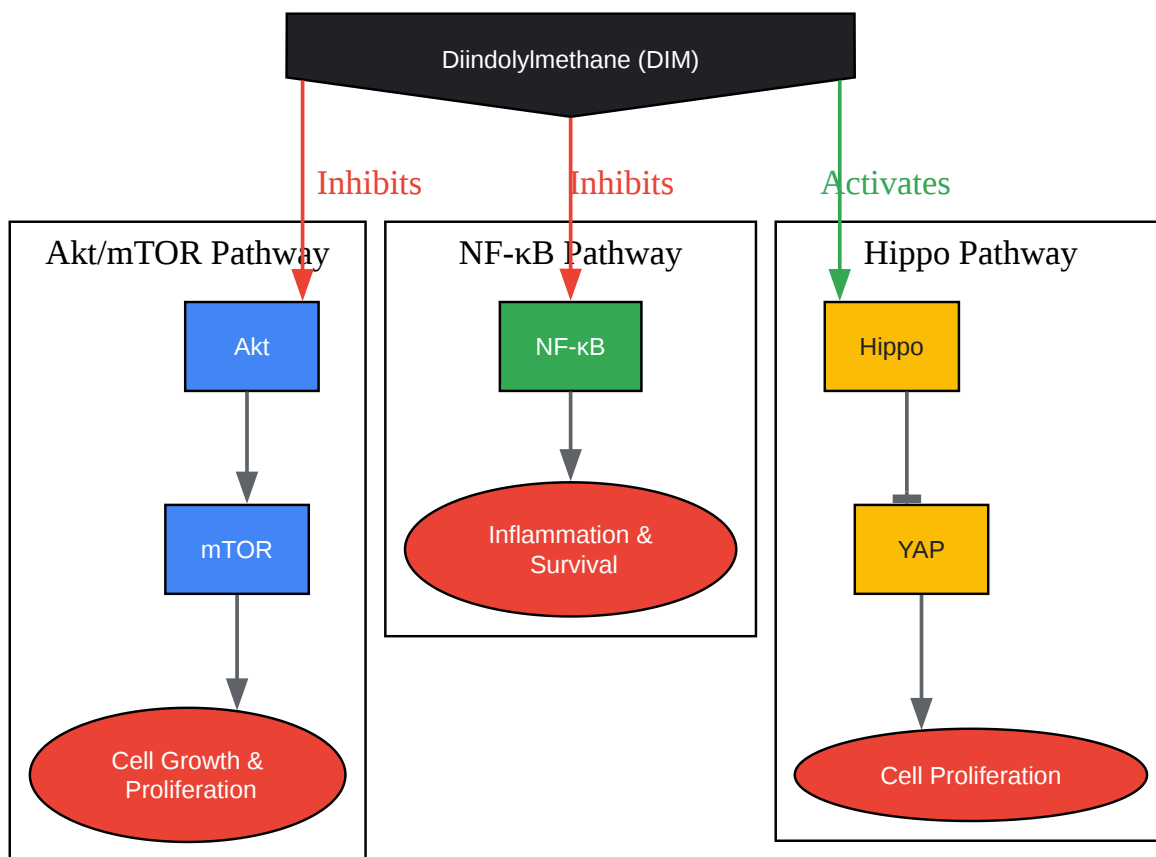 Diindolylmethane (DIM)
Inhibits
Inhibits
Activates
Akt/mTOR Pathway
NF-κB Pathway
Hippo Pathway
Akt
NF-κB
Hippo
mTOR
Inflammation &
Survival
YAP
Cell Growth &
Proliferation
Cell Proliferation